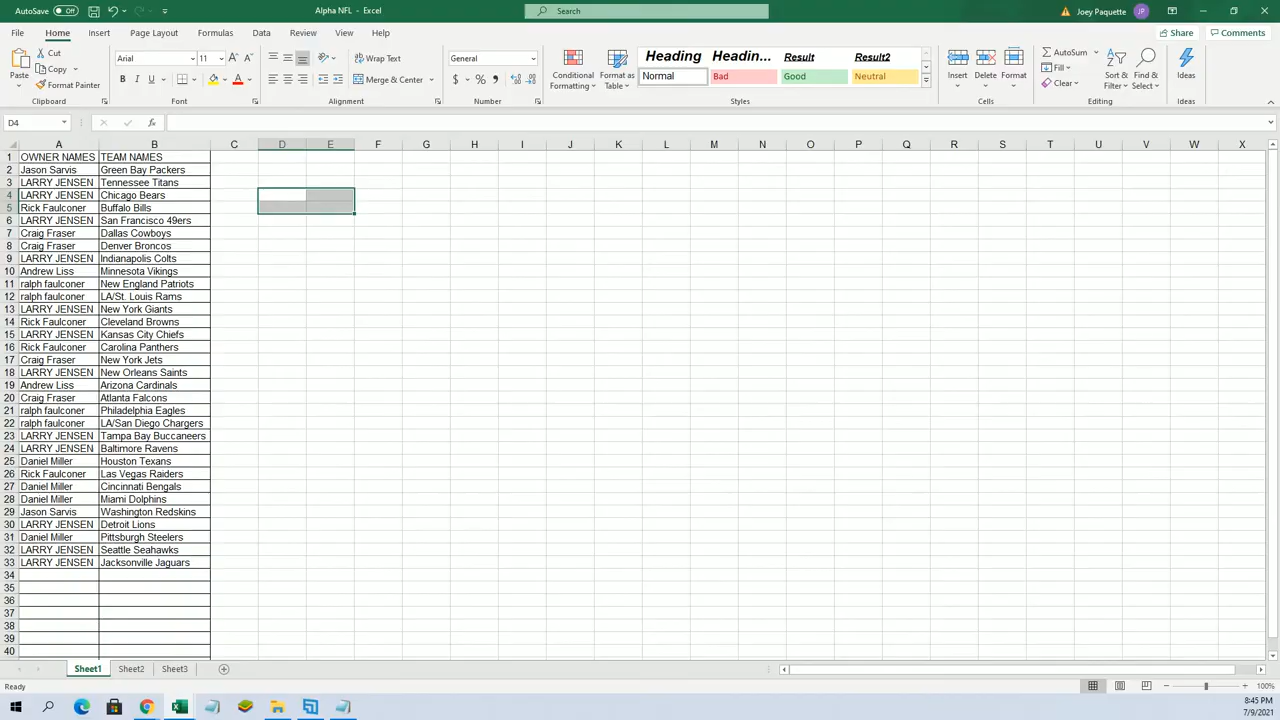 AutoSave Off Alpha NFL - Excel Search Joey Paquette JP
File Home Insert Page Layout Formulas Data Review View Help Share Comments
Paste Cut Copy Format Painter Clipboard
Arial 11 A A B I U A Font
Wrap Text Merge & Center Alignment
General $ % Number
Conditional Formatting Format as Table
Heading Headin... Result Result2
Normal Bad Good Neutral
Styles
Insert Delete Format Cells
AutoSum Fill Clear Sort & Filter Find & Select Editing
Ideas Ideas
D4 fx
A B C D E F G H I J K L M N O P Q R S T U V W X
1 OWNER NAMES TEAM NAMES
2 Jason Sarvis Green Bay Packers
3 LARRY JENSEN Tennessee Titans
4 LARRY JENSEN Chicago Bears
5 Rick Faulconer Buffalo Bills
6 LARRY JENSEN San Francisco 49ers
7 Craig Fraser Dallas Cowboys
8 Craig Fraser Denver Broncos
9 LARRY JENSEN Indianapolis Colts
10 Andrew Liss Minnesota Vikings
11 ralph faulconer New England Patriots
12 ralph faulconer LA/St. Louis Rams
13 LARRY JENSEN New York Giants
14 Rick Faulconer Cleveland Browns
15 LARRY JENSEN Kansas City Chiefs
16 Rick Faulconer Carolina Panthers
17 Craig Fraser New York Jets
18 LARRY JENSEN New Orleans Saints
19 Andrew Liss Arizona Cardinals
20 Craig Fraser Atlanta Falcons
21 ralph faulconer Philadelphia Eagles
22 ralph faulconer LA/San Diego Chargers
23 LARRY JENSEN Tampa Bay Buccaneers
24 LARRY JENSEN Baltimore Ravens
25 Daniel Miller Houston Texans
26 Rick Faulconer Las Vegas Raiders
27 Daniel Miller Cincinnati Bengals
28 Daniel Miller Miami Dolphins
29 Jason Sarvis Washington Redskins
30 LARRY JENSEN Detroit Lions
31 Daniel Miller Pittsburgh Steelers
32 LARRY JENSEN Seattle Seahawks
33 LARRY JENSEN Jacksonville Jaguars
34
35
36
37
38
39
40
Sheet1 Sheet2 Sheet3
Ready 100%
8:45 PM
7/9/2021